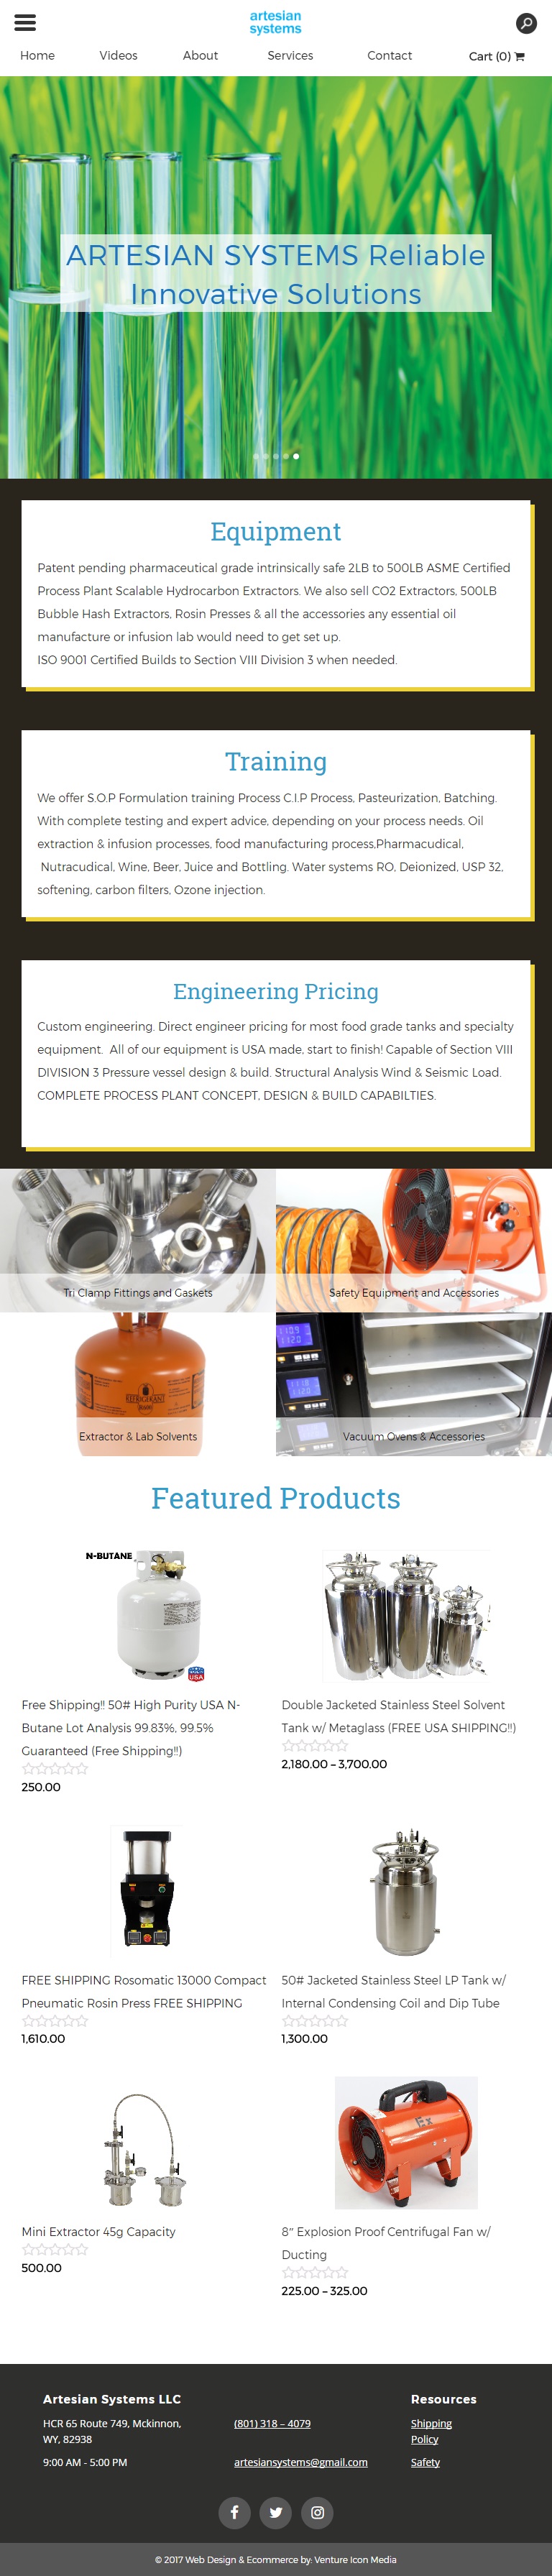 artesian
systems
Home Videos About Services Contact Cart (0)
ARTESIAN SYSTEMS Reliable
Innovative Solutions
Equipment
Patent pending pharmaceutical grade intrinsically safe 2LB to 500LB ASME Certified
Process Plant Scalable Hydrocarbon Extractors. We also sell CO2 Extractors, 500LB
Bubble Hash Extractors, Rosin Presses & all the accessories any essential oil
manufacture or infusion lab would need to get set up.
ISO 9001 Certified Builds to Section VIII Division 3 when needed.
Training
We offer S.O.P Formulation training Process C.I.P Process, Pasteurization, Batching.
With complete testing and expert advice, depending on your process needs. Oil
extraction & infusion processes, food manufacturing process,Pharmacudical,
Nutracudical, Wine, Beer, Juice and Bottling. Water systems RO, Deionized, USP 32,
softening, carbon filters, Ozone injection.
Engineering Pricing
Custom engineering. Direct engineer pricing for most food grade tanks and specialty
equipment. All of our equipment is USA made, start to finish! Capable of Section VIII
DIVISION 3 Pressure vessel design & build. Structural Analysis Wind & Seismic Load.
COMPLETE PROCESS PLANT CONCEPT, DESIGN & BUILD CAPABILTIES.
Tri Clamp Fittings and Gaskets
Safety Equipment and Accessories
REFRIGERANT
Extractor & Lab Solvents
110.9
112.0
111.8
112.0
Vacuum Ovens & Accessories
Featured Products
N-BUTANE
USA
Free Shipping!! 50# High Purity USA N-
Butane Lot Analysis 99.83%, 99.5%
Guaranteed (Free Shipping!!)
250.00
Double Jacketed Stainless Steel Solvent
Tank w/ Metaglass (FREE USA SHIPPING!!)
2,180.00 – 3,700.00
FREE SHIPPING Rosomatic 13000 Compact
Pneumatic Rosin Press FREE SHIPPING
1,610.00
50# Jacketed Stainless Steel LP Tank w/
Internal Condensing Coil and Dip Tube
1,300.00
Mini Extractor 45g Capacity
500.00
Ex
8″ Explosion Proof Centrifugal Fan w/
Ducting
225.00 – 325.00
Artesian Systems LLC
HCR 65 Route 749, Mckinnon,
WY, 82938
9:00 AM - 5:00 PM
(801) 318 – 4079
artesiansystems@gmail.com
Resources
Shipping
Policy
Safety
© 2017 Web Design & Ecommerce by: Venture Icon Media